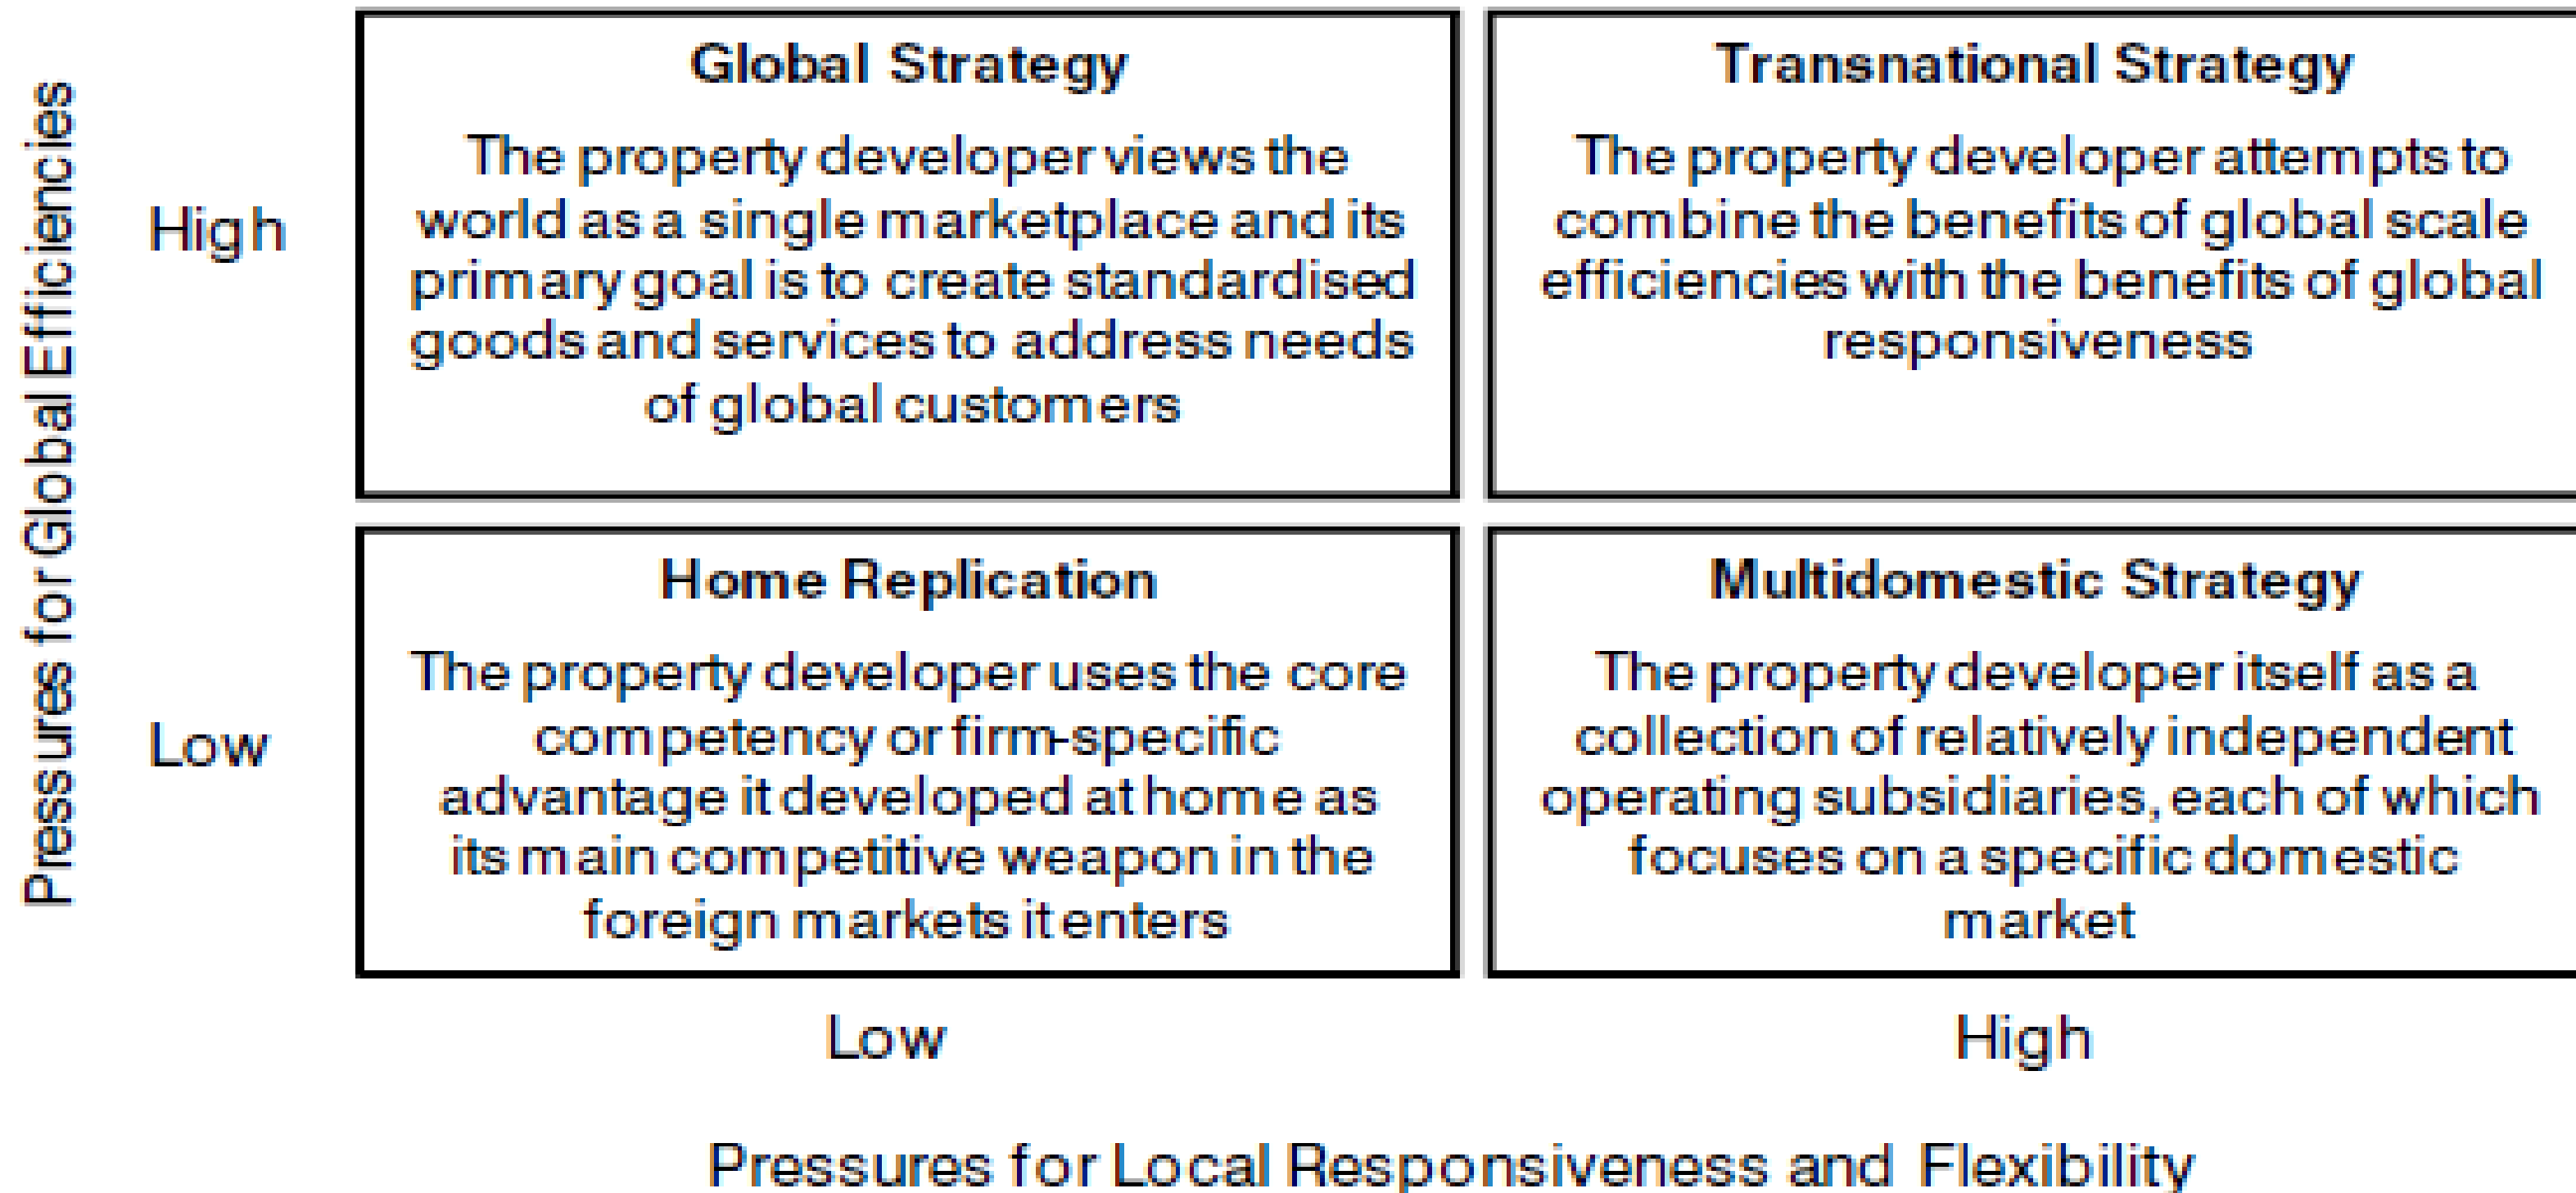 Pressures for Global Efficiencies
High
Global Strategy
The property developer views the
world as a single marketplace and its
primary goal is to create standardised
goods and services to address needs
of global customers
Transnational Strategy
The property developer attempts to
combine the benefits of global scale
efficiencies with the benefits of global
responsiveness
Low
Home Replication
The property developer uses the core
competency or firm-specific
advantage it developed at home as
its main competitive weapon in the
foreign markets it enters
Multidomestic Strategy
The property developer itself as a
collection of relatively independent
operating subsidiaries, each of which
focuses on a specific domestic
market
Low
High
Pressures for Local Responsiveness and Flexibility